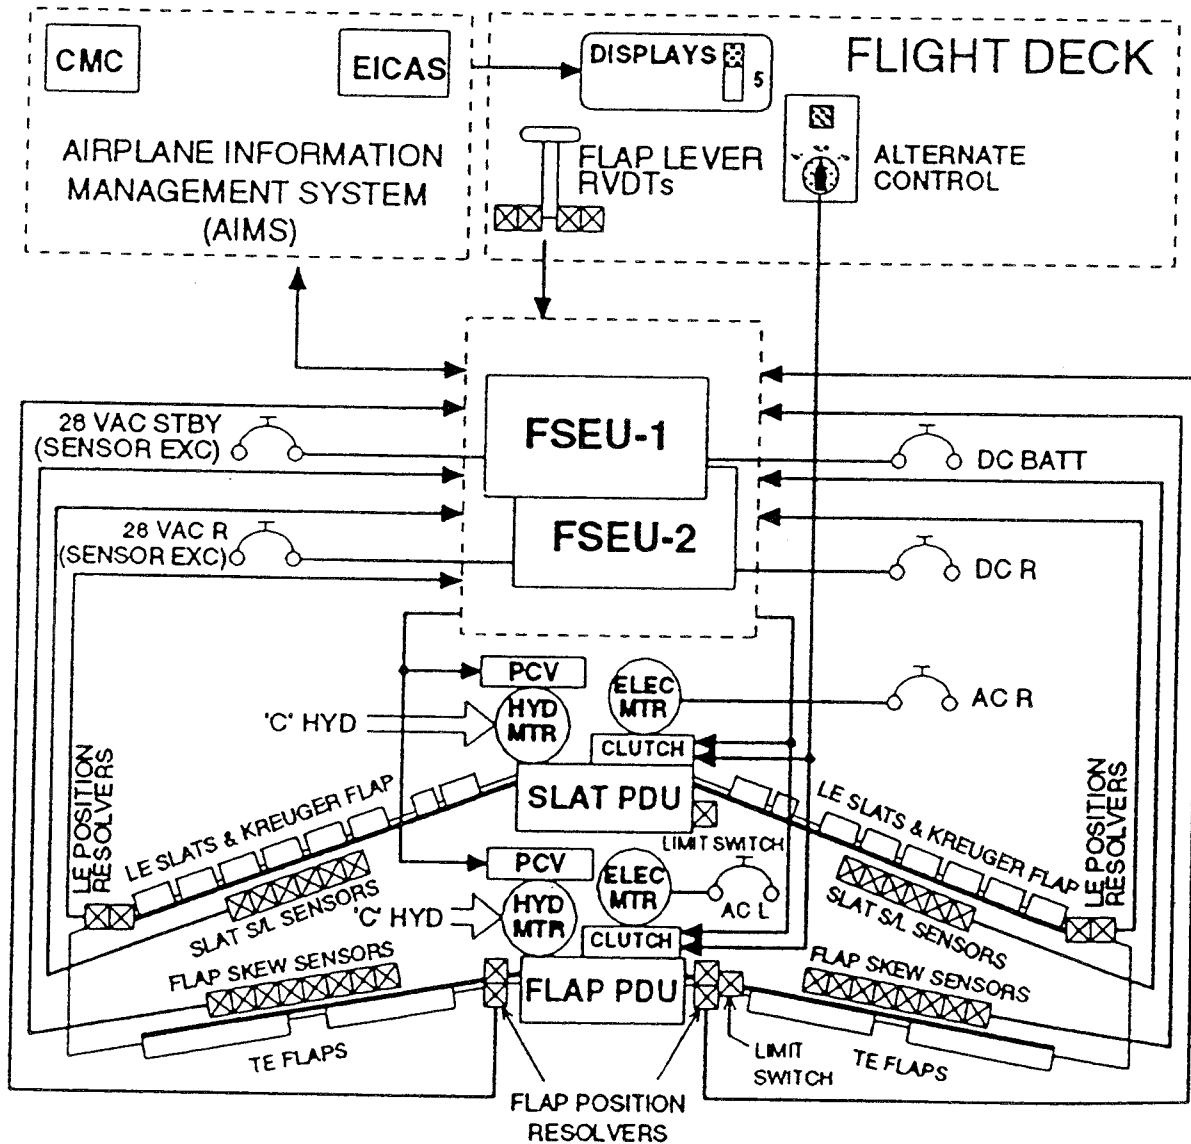 CMC
EICAS
AIRPLANE INFORMATION
MANAGEMENT SYSTEM
(AIMS)
DISPLAYS
5
FLIGHT DECK
FLAP LEVER
RVDTs
ALTERNATE
CONTROL
28 VAC STBY
(SENSOR EXC)
FSEU-1
DC BATT
28 VAC R
(SENSOR EXC)
FSEU-2
DC R
PCV
ELEC
MTR
AC R
'C' HYD
HYD
MTR
CLUTCH
SLAT PDU
LE POSITION
RESOLVERS
LE SLATS & KREUGER FLAP
LE SLATS & KREUGER FLAP
LE POSITION
RESOLVERS
LIMIT SWITCH
PCV
ELEC
MTR
AC L
SLAT S/L SENSORS
'C' HYD
HYD
MTR
CLUTCH
SLAT S/L SENSORS
FLAP SKEW SENSORS
FLAP PDU
FLAP SKEW SENSORS
TE FLAPS
LIMIT
SWITCH
TE FLAPS
FLAP POSITION
RESOLVERS